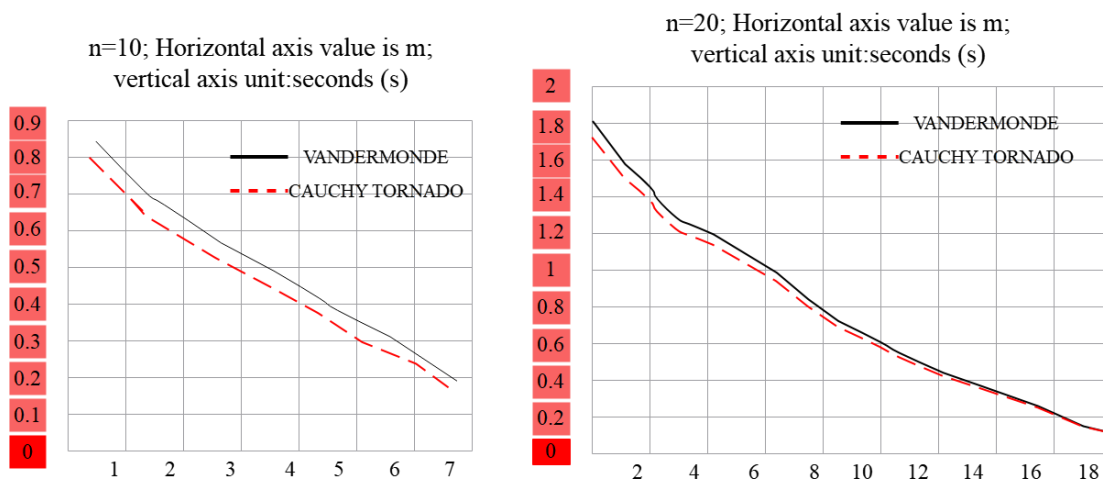 n=10; Horizontal axis value is m;
vertical axis unit:seconds (s)
0.9
0.8
0.7
0.6
0.5
0.4
0.3
0.2
0.1
0
VANDERMONDE
CAUCHY TORNADO
1 2 3 4 5 6 7
n=20; Horizontal axis value is m;
vertical axis unit:seconds (s)
2
1.8
1.6
1.4
1.2
1
0.8
0.6
0.4
0.2
0
VANDERMONDE
CAUCHY TORNADO
2 4 6 8 10 12 14 16 18